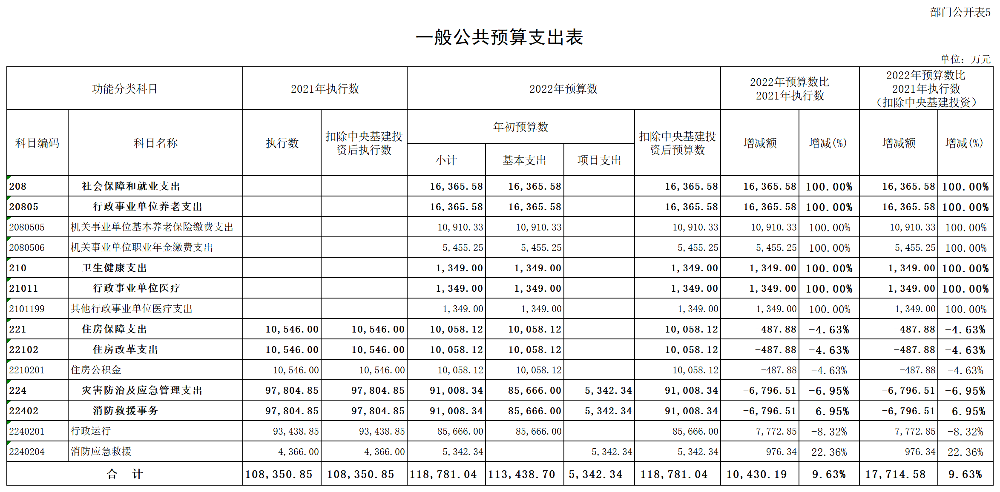 部门公开表5
一般公共预算支出表
单位：万元
功能分类科目 2021年执行数 2022年预算数 2022年预算数比 2021年执行数 2022年预算数比 2021年执行数 （扣除中央基建投资）
科目编码 科目名称 执行数 扣除中央基建投资后执行数 年初预算数 扣除中央基建投资后预算数 增减额 增减(%) 增减额 增减(%)
小计 基本支出 项目支出
208 社会保障和就业支出 16,365.58 16,365.58 16,365.58 16,365.58 100.00% 16,365.58 100.00%
20805 行政事业单位养老支出 16,365.58 16,365.58 16,365.58 16,365.58 100.00% 16,365.58 100.00%
2080505 机关事业单位基本养老保险缴费支出 10,910.33 10,910.33 10,910.33 10,910.33 100.00% 10,910.33 100.00%
2080506 机关事业单位职业年金缴费支出 5,455.25 5,455.25 5,455.25 5,455.25 100.00% 5,455.25 100.00%
210 卫生健康支出 1,349.00 1,349.00 1,349.00 1,349.00 100.00% 1,349.00 100.00%
21011 行政事业单位医疗 1,349.00 1,349.00 1,349.00 1,349.00 100.00% 1,349.00 100.00%
2101199 其他行政事业单位医疗支出 1,349.00 1,349.00 1,349.00 1,349.00 100.00% 1,349.00 100.00%
221 住房保障支出 10,546.00 10,546.00 10,058.12 10,058.12 10,058.12 -487.88 -4.63% -487.88 -4.63%
22102 住房改革支出 10,546.00 10,546.00 10,058.12 10,058.12 10,058.12 -487.88 -4.63% -487.88 -4.63%
2210201 住房公积金 10,546.00 10,546.00 10,058.12 10,058.12 10,058.12 -487.88 -4.63% -487.88 -4.63%
224 灾害防治及应急管理支出 97,804.85 97,804.85 91,008.34 85,666.00 5,342.34 91,008.34 -6,796.51 -6.95% -6,796.51 -6.95%
22402 消防救援事务 97,804.85 97,804.85 91,008.34 85,666.00 5,342.34 91,008.34 -6,796.51 -6.95% -6,796.51 -6.95%
2240201 行政运行 93,438.85 93,438.85 85,666.00 85,666.00 85,666.00 -7,772.85 -8.32% -7,772.85 -8.32%
2240204 消防应急救援 4,366.00 4,366.00 5,342.34 5,342.34 5,342.34 976.34 22.36% 976.34 22.36%
合 计 108,350.85 108,350.85 118,781.04 113,438.70 5,342.34 118,781.04 10,430.19 9.63% 17,714.58 9.63%